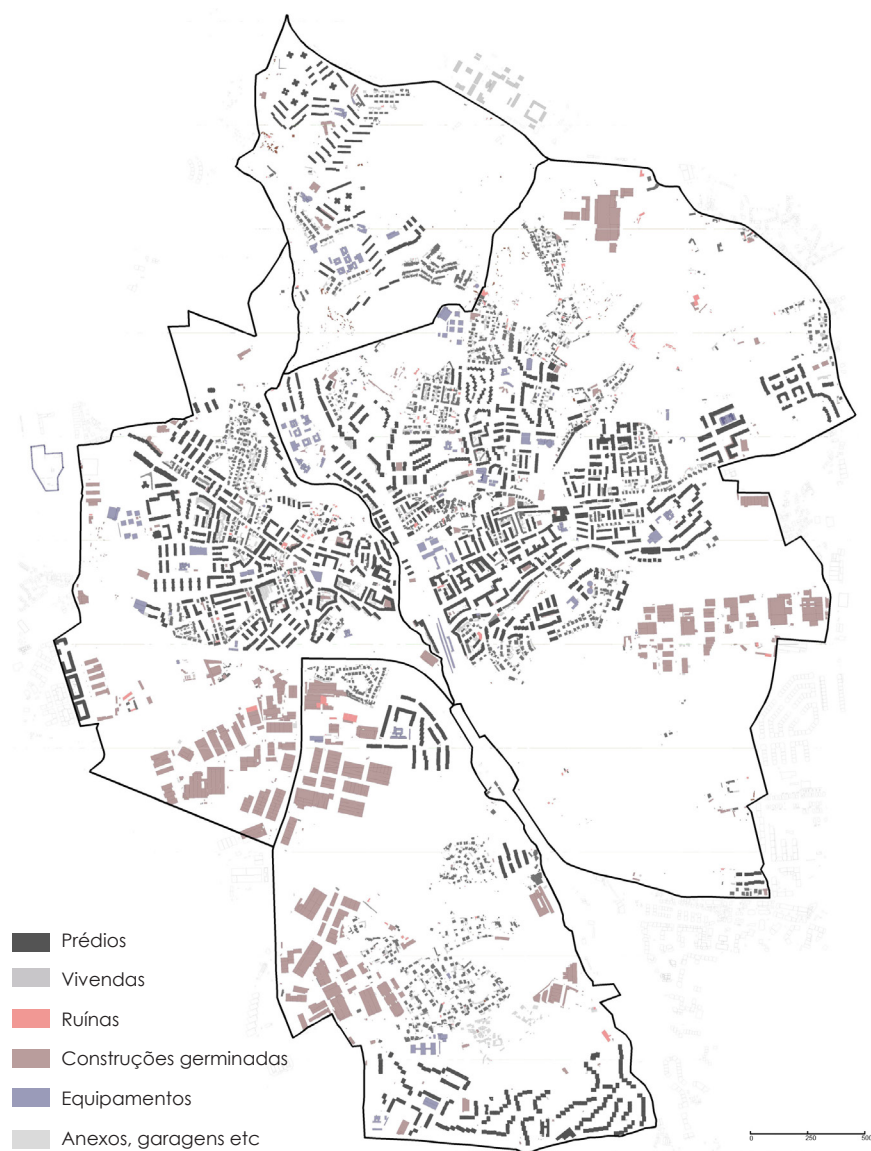 Prédios
Vivendas
Ruínas
Construções germinadas
Equipamentos
Anexos, garagens etc
0 250 500